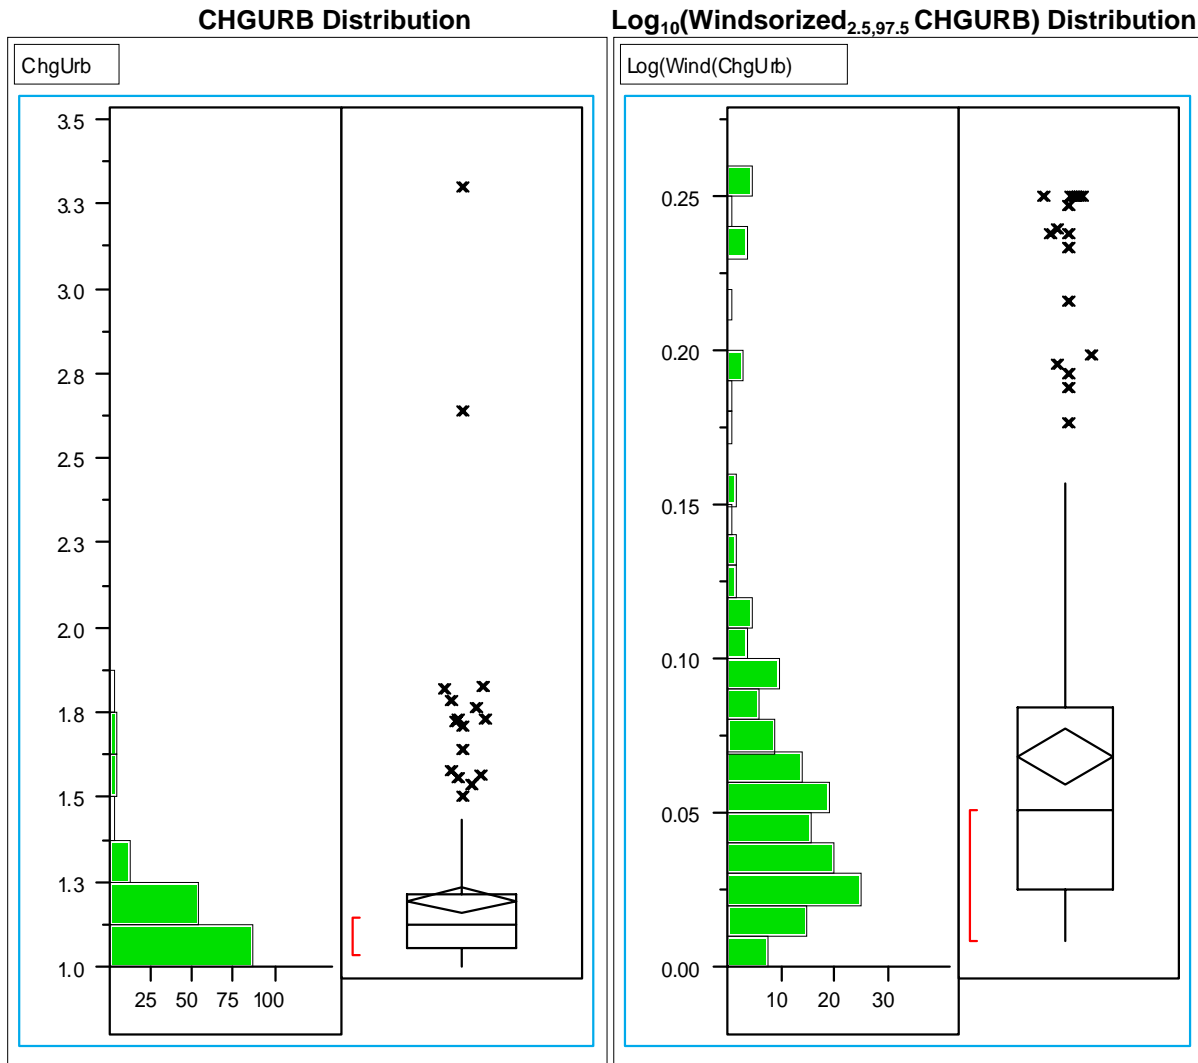 CHGURB Distribution
Log10(Windsorized2.5,97.5 CHGURB) Distribution
ChgUrb
3.5
3.3
3.0
2.8
2.5
2.3
2.0
1.8
1.5
1.3
1.0
25 50 75 100
Log(Wind(ChgUrb)
0.25
0.20
0.15
0.10
0.05
0.00
10 20 30